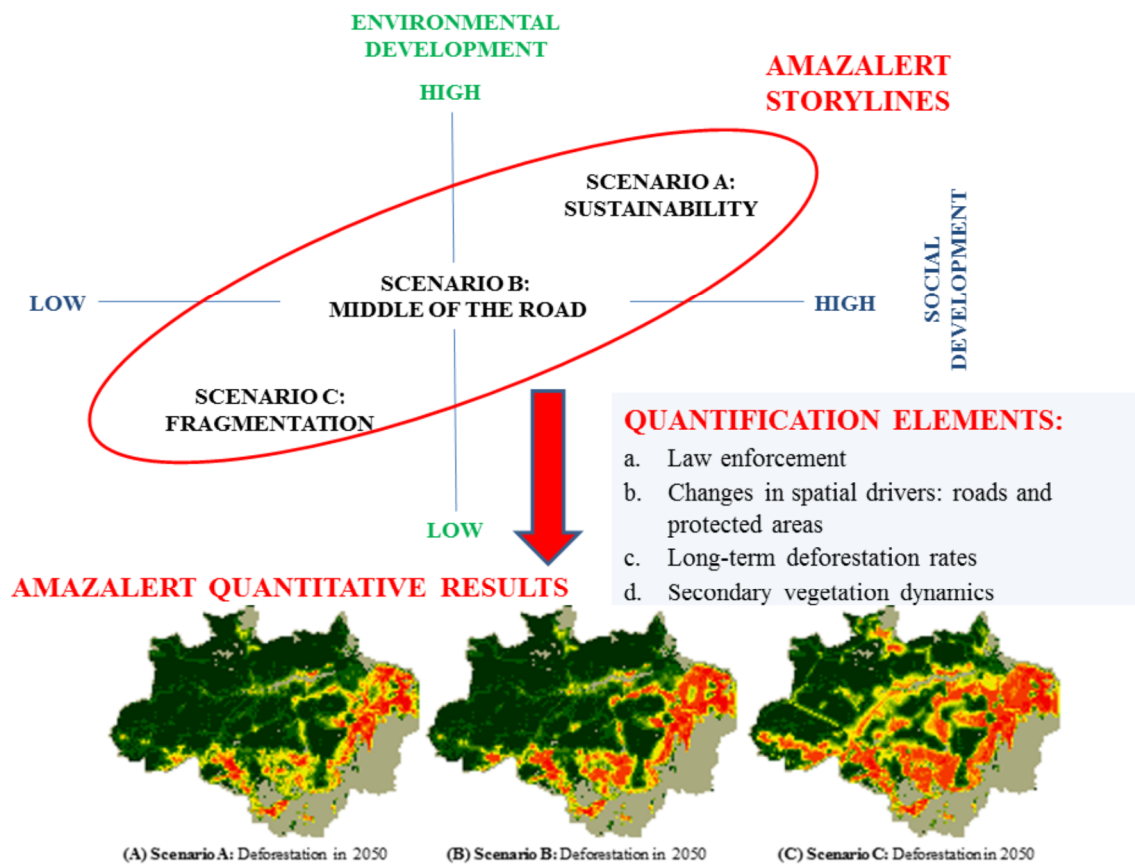 ENVIRONMENTAL
DEVELOPMENT
HIGH
AMAZALERT
STORYLINES
SCENARIO A:
SUSTAINABILITY
SCENARIO B:
MIDDLE OF THE ROAD
LOW
HIGH
SOCIAL
DEVELOPMENT
SCENARIO C:
FRAGMENTATION
LOW
QUANTIFICATION ELEMENTS:
a. Law enforcement
b. Changes in spatial drivers: roads and
protected areas
c. Long-term deforestation rates
d. Secondary vegetation dynamics
AMAZALERT QUANTITATIVE RESULTS
(A) Scenario A: Deforestation in 2050
(B) Scenario B: Deforestation in 2050
(C) Scenario C: Deforestation in 2050